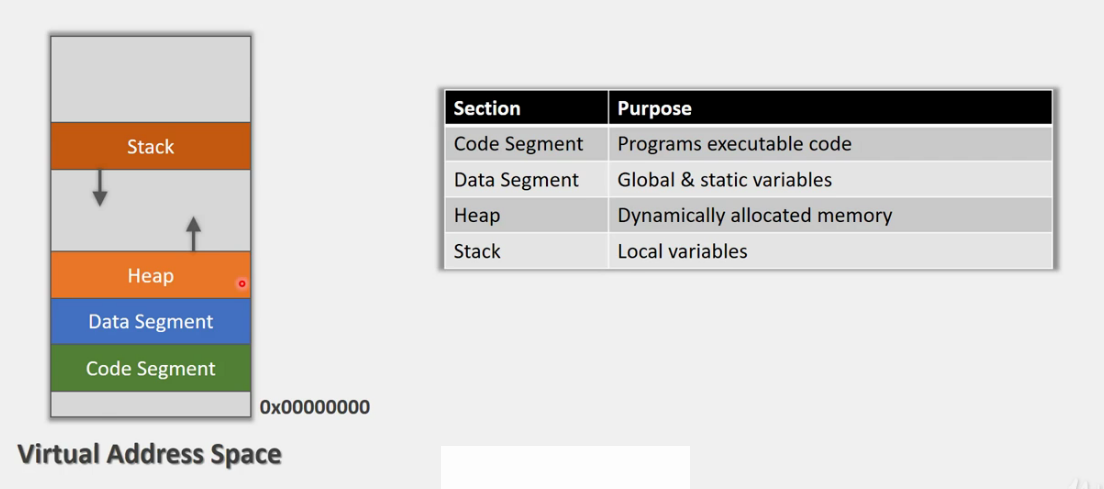 Stack
Heap
Data Segment
Code Segment
0x00000000
Virtual Address Space
Section Purpose
Code Segment Programs executable code
Data Segment Global & static variables
Heap Dynamically allocated memory
Stack Local variables